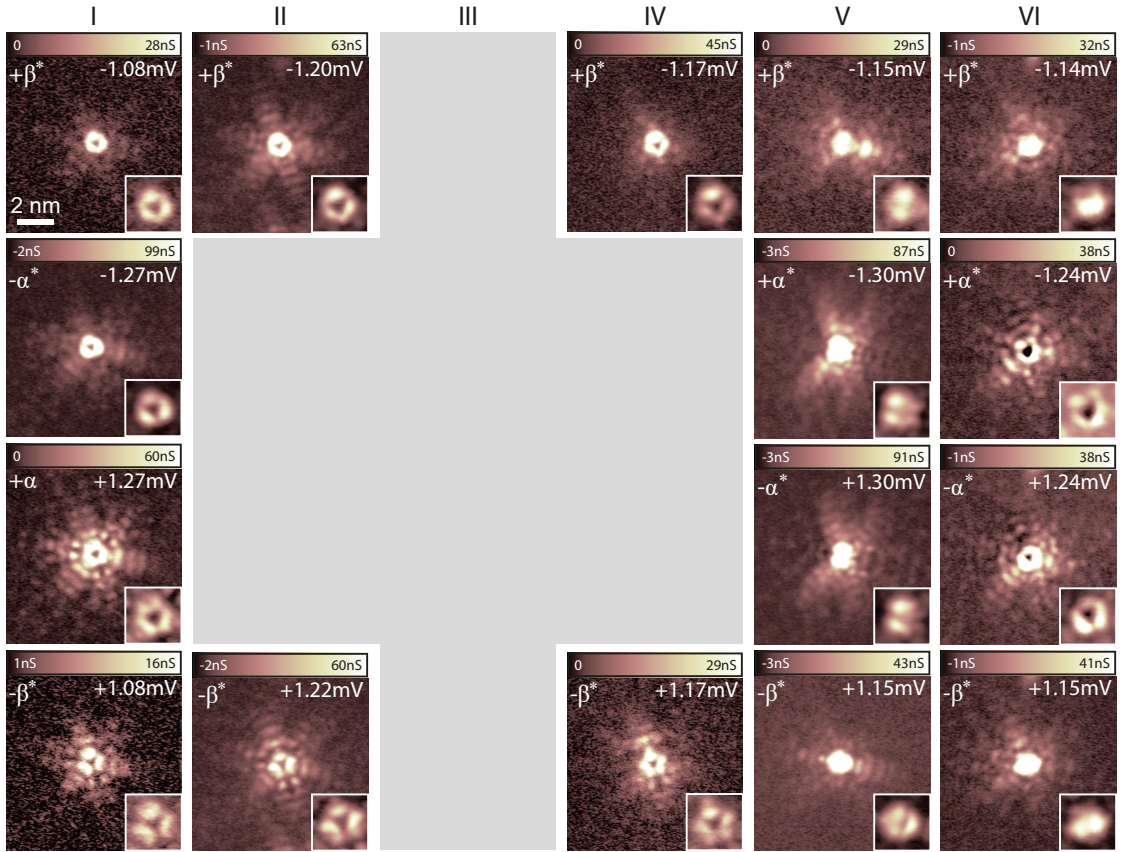 I II III IV V VI
0 28nS -1nS 63nS 0 45nS 0 29nS -1nS 32nS
+β* -1.08mV +β* -1.20mV +β* -1.17mV +β* -1.15mV +β* -1.14mV
2 nm
-2nS 99nS -3nS 87nS 0 38nS
-α* -1.27mV +α* -1.30mV +α* -1.24mV
0 60nS -3nS 91nS -1nS 38nS
+α +1.27mV -α* +1.30mV -α* +1.24mV
1nS 16nS -2nS 60nS 0 29nS -3nS 43nS -1nS 41nS
-β* +1.08mV -β* +1.22mV -β* +1.17mV -β* +1.15mV -β* +1.15mV